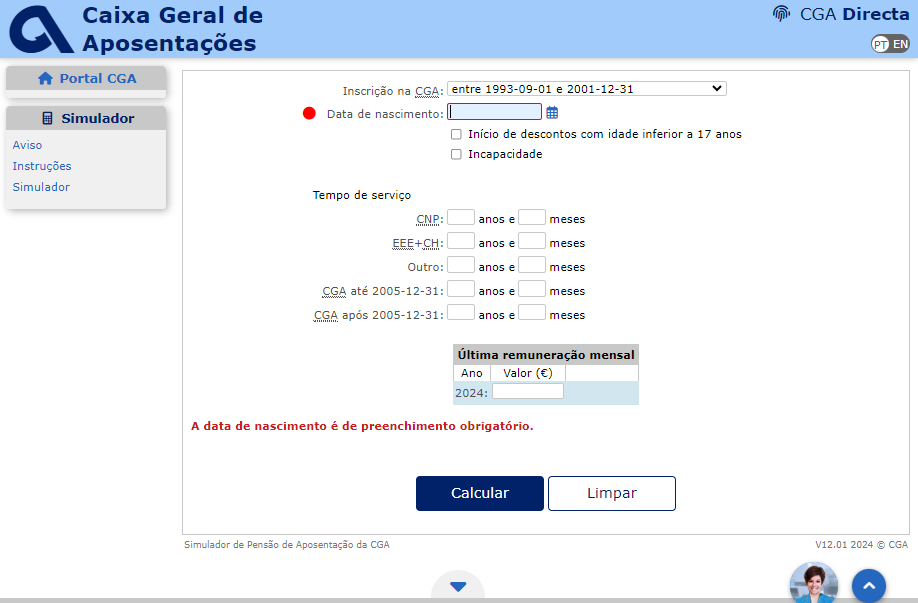 Caixa Geral de
Aposentações
CGA Directa
PT EN
Portal CGA
Simulador
Aviso
Instruções
Simulador
Inscrição na CGA: entre 1993-09-01 e 2001-12-31
Data de nascimento:
Início de descontos com idade inferior a 17 anos
Incapacidade
Tempo de serviço
CNP: anos e meses
EEE+CH: anos e meses
Outro: anos e meses
CGA até 2005-12-31: anos e meses
CGA após 2005-12-31: anos e meses
Última remuneração mensal
Ano Valor (€)
2024:
A data de nascimento é de preenchimento obrigatório.
Calcular Limpar
Simulador de Pensão de Aposentação da CGA V12.01 2024 © CGA